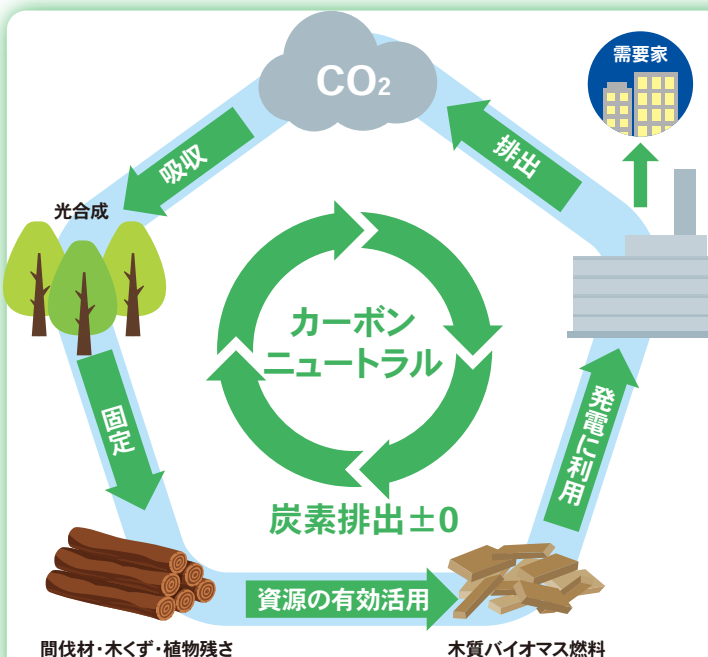 CO2
需要家
吸収
排出
光合成
カーボン
ニュートラル
固定
発電に利用
炭素排出±0
資源の有効活用
間伐材・木くず・植物残さ
木質バイオマス燃料